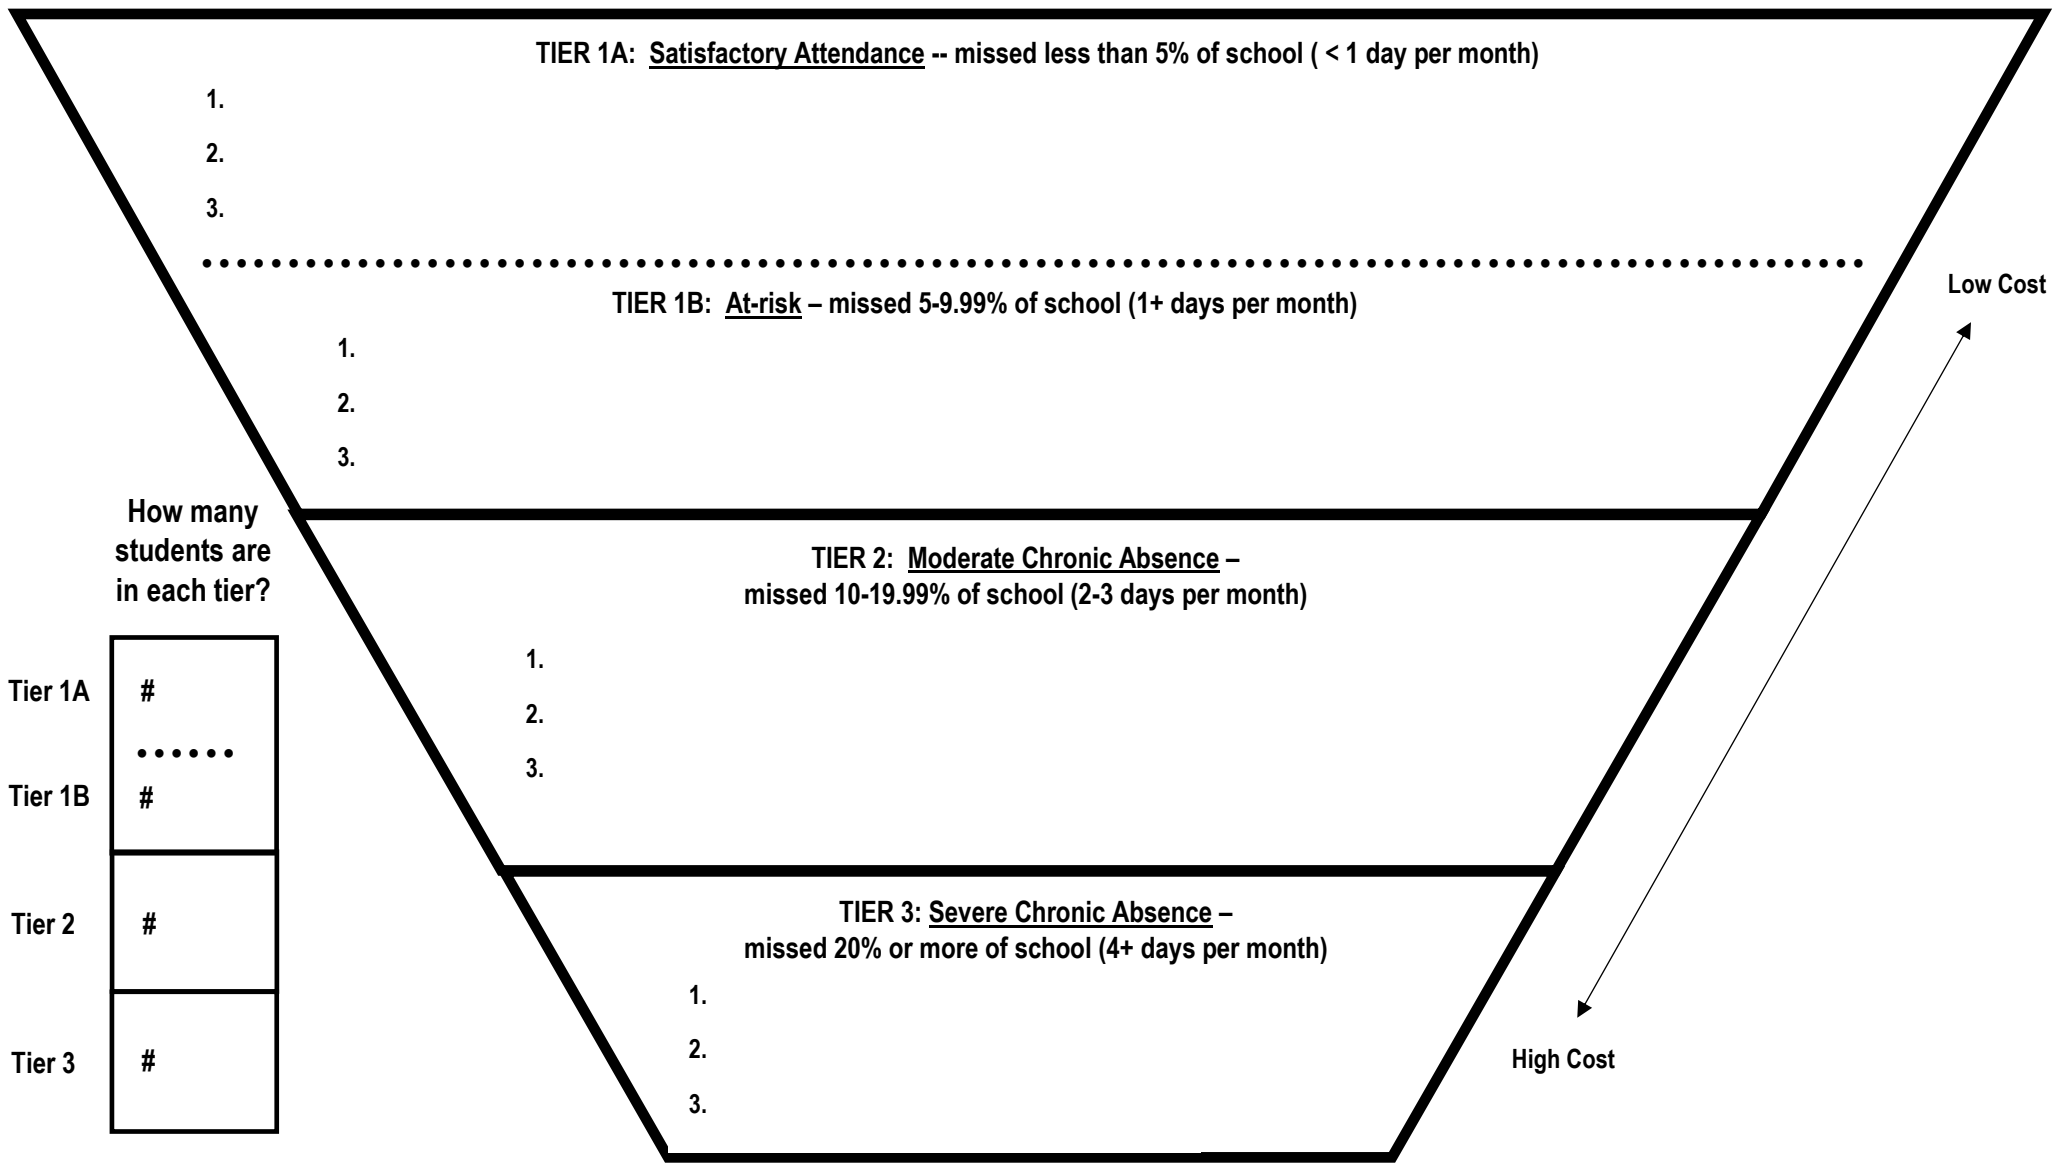 TIER 1A: Satisfactory Attendance -- missed less than 5% of school ( < 1 day per month)
1.
2.
3.
TIER 1B: At-risk – missed 5-9.99% of school (1+ days per month)
1.
2.
3.
Low Cost
How many
students are
in each tier?
TIER 2: Moderate Chronic Absence –
missed 10-19.99% of school (2-3 days per month)
1.
2.
3.
Tier 1A #
Tier 1B #
Tier 2 #
Tier 3 #
TIER 3: Severe Chronic Absence –
missed 20% or more of school (4+ days per month)
1.
2.
3.
High Cost